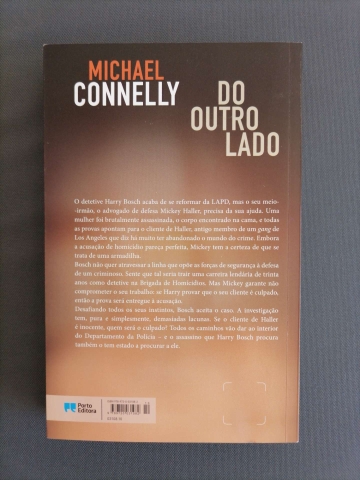 MICHAEL
CONNELLY
DO
OUTRO
LADO
O detetive Harry Bosch acaba de se reformar da LAPD, mas o seu meio-
-irmão, o advogado de defesa Mickey Haller, precisa da sua ajuda. Uma
mulher foi brutalmente assassinada, o corpo encontrado na cama, e todas
as provas apontam para o cliente de Haller, antigo membro de um gang de
Los Angeles que diz há muito ter abandonado o mundo do crime. Embora
a acusação de homicídio pareça perfeita, Mickey tem a certeza de que se
trata de uma armadilha.
Bosch não quer atravessar a linha que opõe as forças de segurança à defesa
de um criminoso. Sente que tal seria trair uma carreira lendária de trinta
anos como detetive na Brigada de Homicídios. Mas Mickey garante não
comprometer o seu trabalho: se Harry provar que o seu cliente é culpado,
então a prova será entregue à acusação.
Desafiando todos os seus instintos, Bosch aceita o caso. A investigação
tem, pura e simplesmente, demasiadas lacunas. Se o cliente de Haller
é inocente, quem será o culpado? Todos os caminhos vão dar ao interior
do Departamento da Polícia – e o assassino que Harry Bosch procura
também o tem estado a procurar a ele.
Porto
Editora